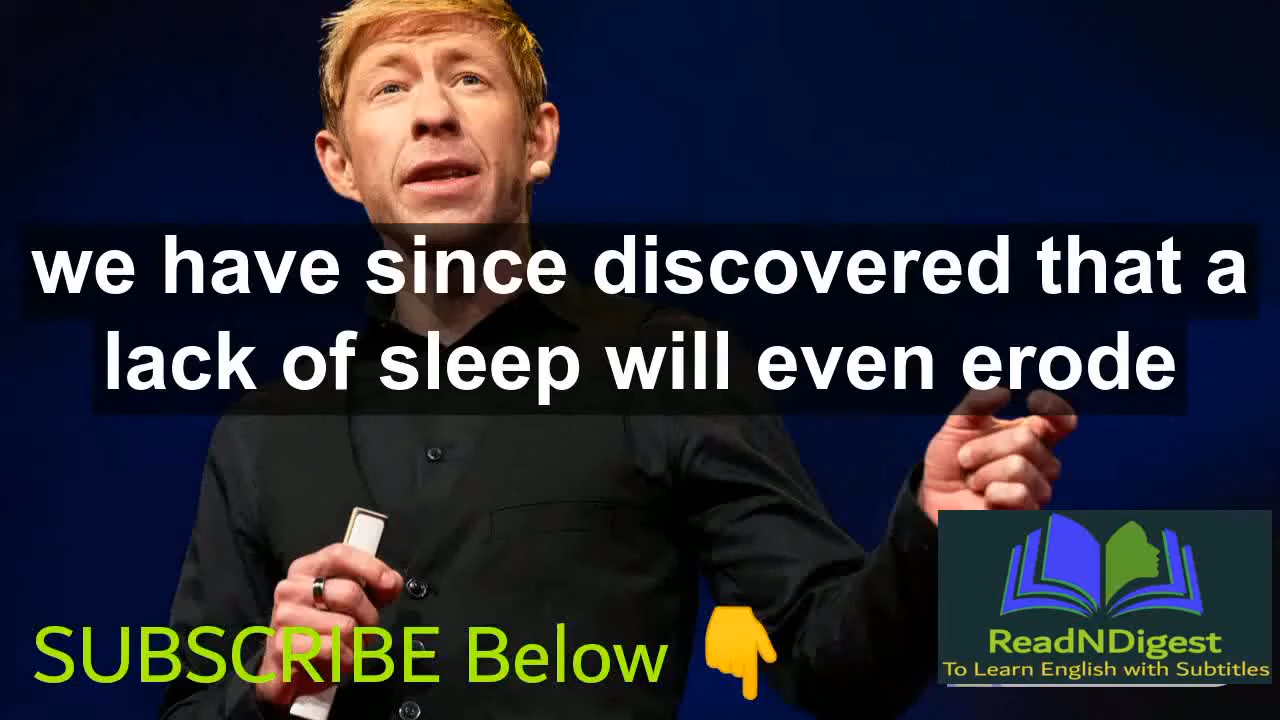 we have since discovered that a
lack of sleep will even erode
SUBSCRIBE Below
ReadNDigest
To Learn English with Subtitles